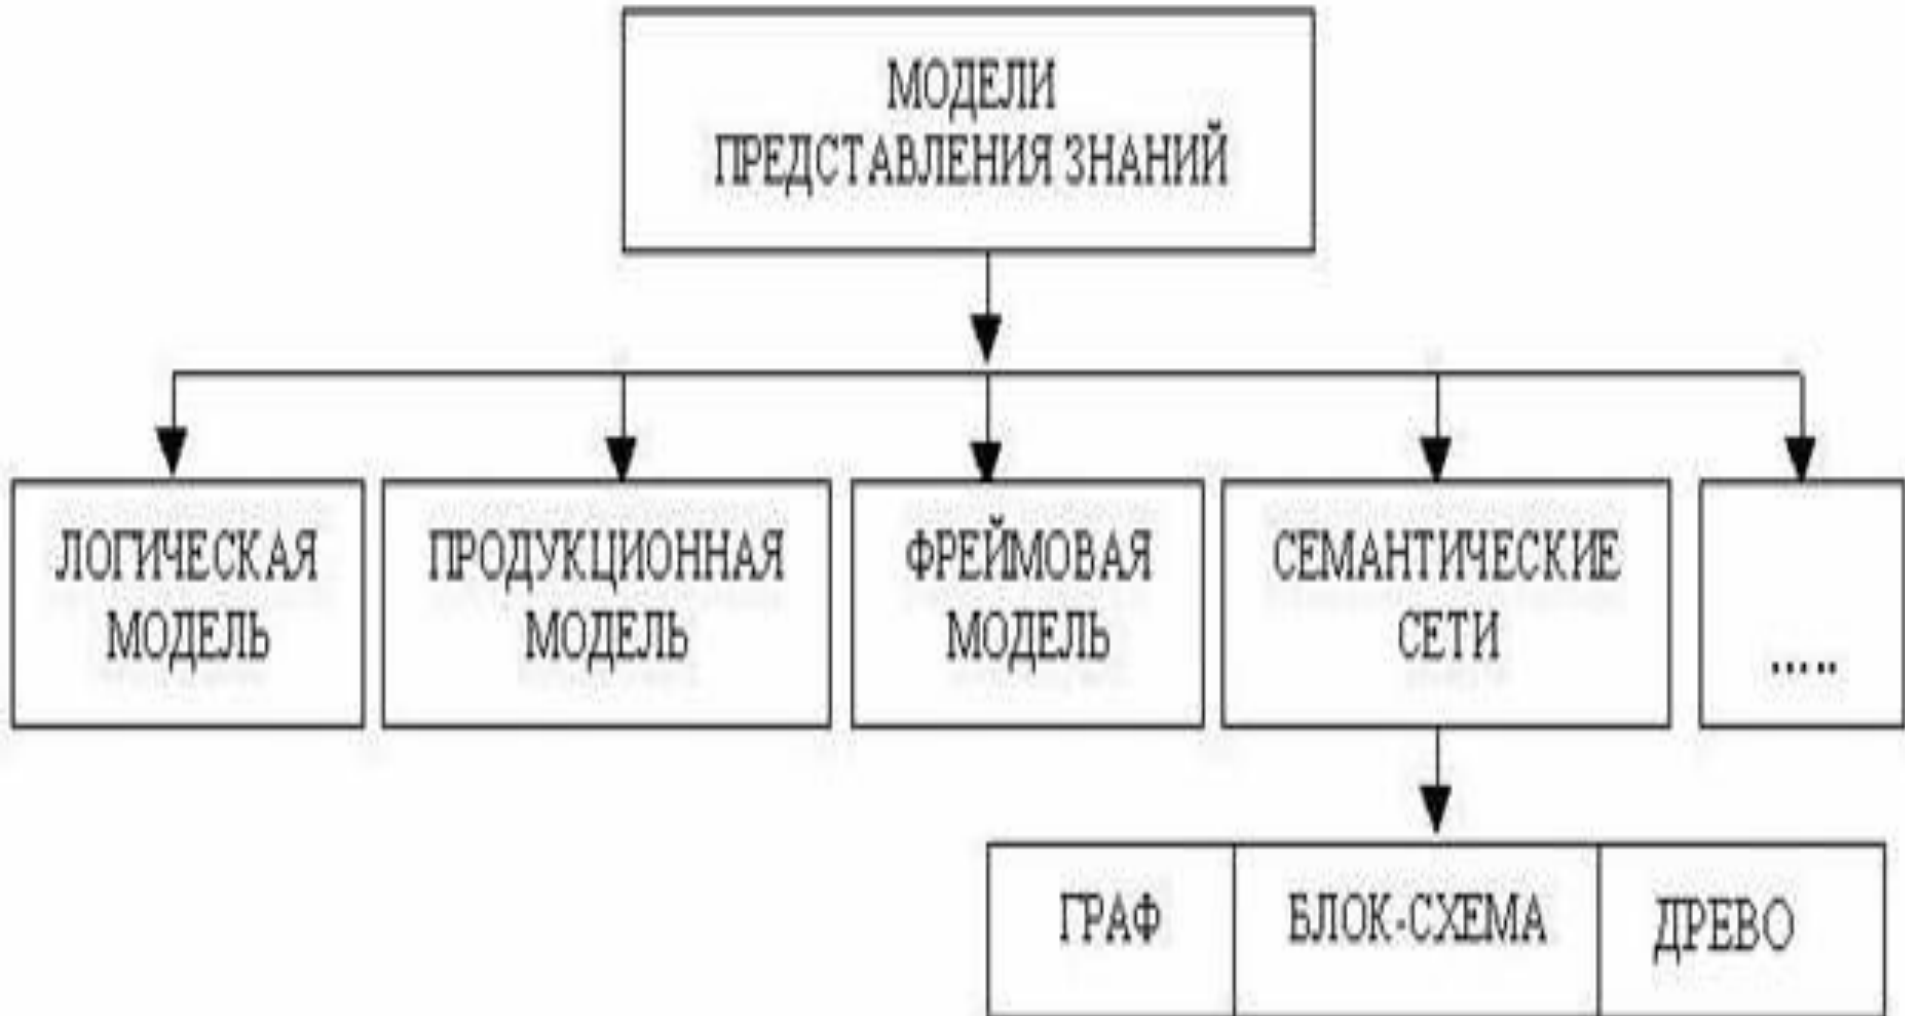 МОДЕЛИ
ПРЕДСТАВЛЕНИЯ ЗНАНИЙ
ЛОГИЧЕСКАЯ
МОДЕЛЬ
ПРОДУКЦИОННАЯ
МОДЕЛЬ
ФРЕЙМОВАЯ
МОДЕЛЬ
СЕМАНТИЧЕСКИЕ
СЕТИ
.....
ГРАФ
БЛОК-СХЕМА
ДРЕВО